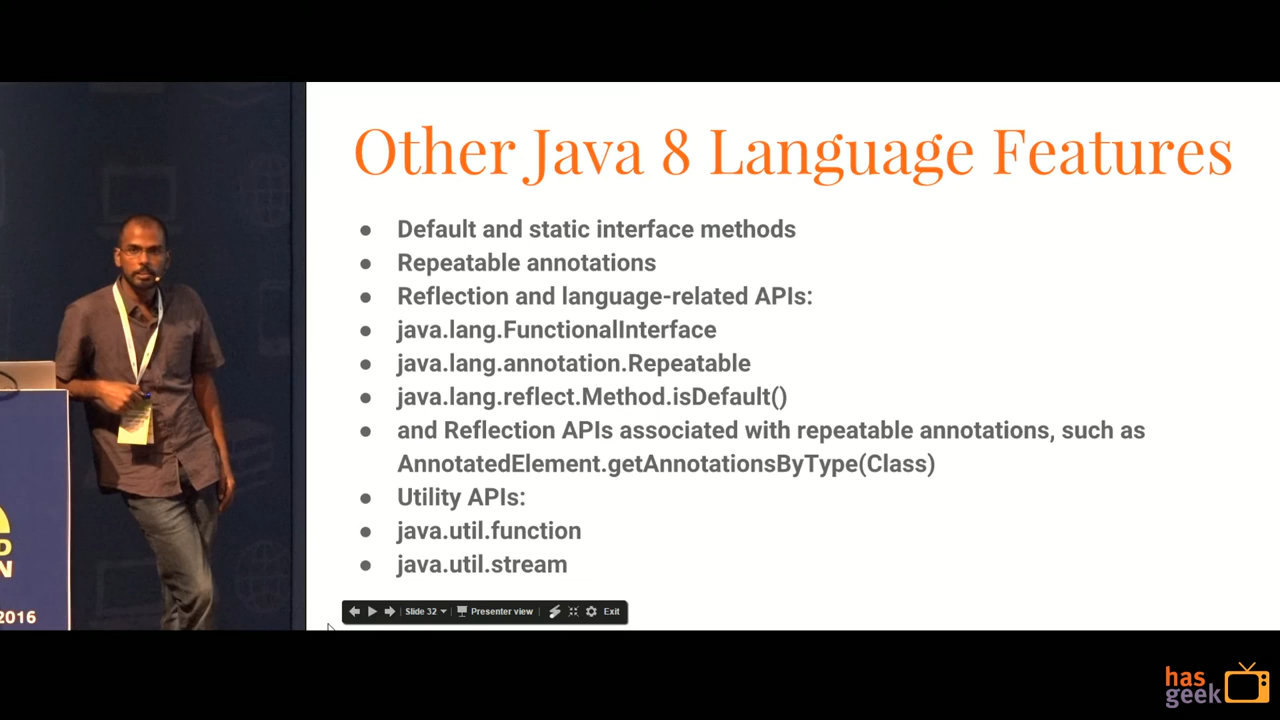 Other Java 8 Language Features
● Default and static interface methods
● Repeatable annotations
● Reflection and language-related APIs:
● java.lang.FunctionalInterface
● java.lang.annotation.Repeatable
● java.lang.reflect.Method.isDefault()
● and Reflection APIs associated with repeatable annotations, such as
AnnotatedElement.getAnnotationsByType(Class)
● Utility APIs:
● java.util.function
● java.util.stream
Slide 32
Presenter view
Exit
D
N
2016
has
geek